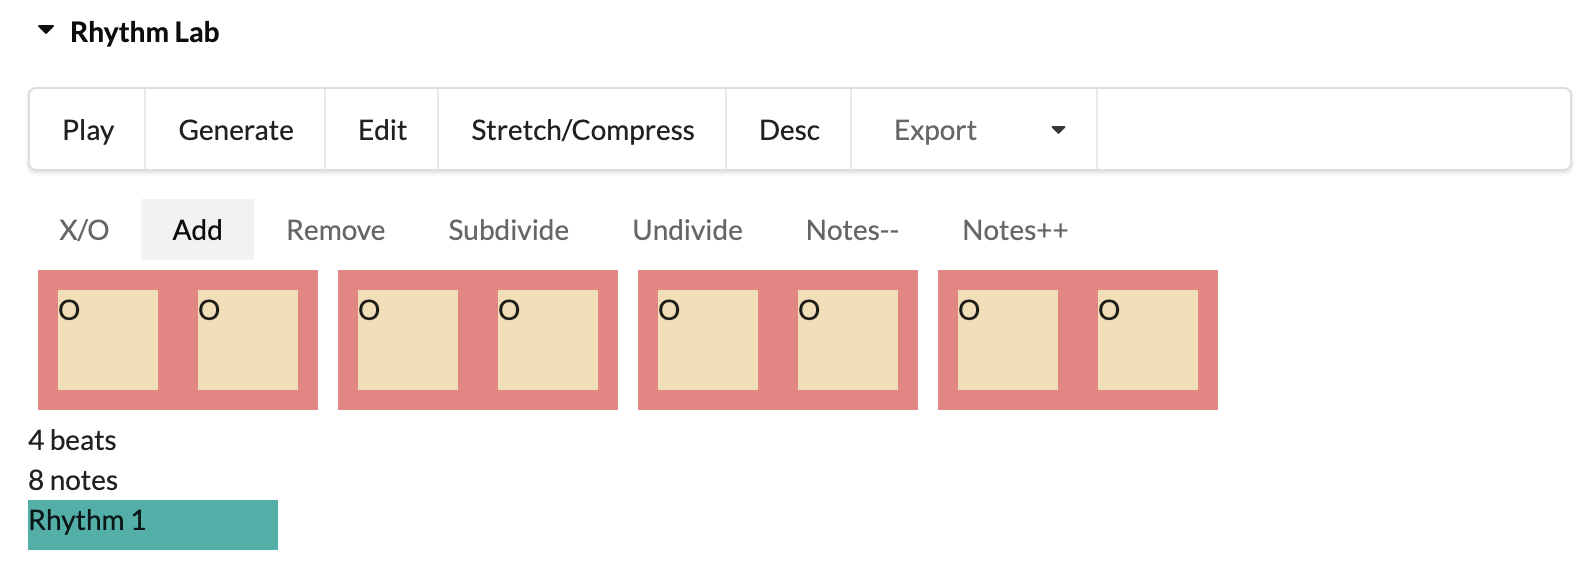 Rhythm Lab
Play Generate Edit Stretch/Compress Desc Export
X/O Add Remove Subdivide Undivide Notes-- Notes++
O O O O O O O O
4 beats
8 notes
Rhythm 1